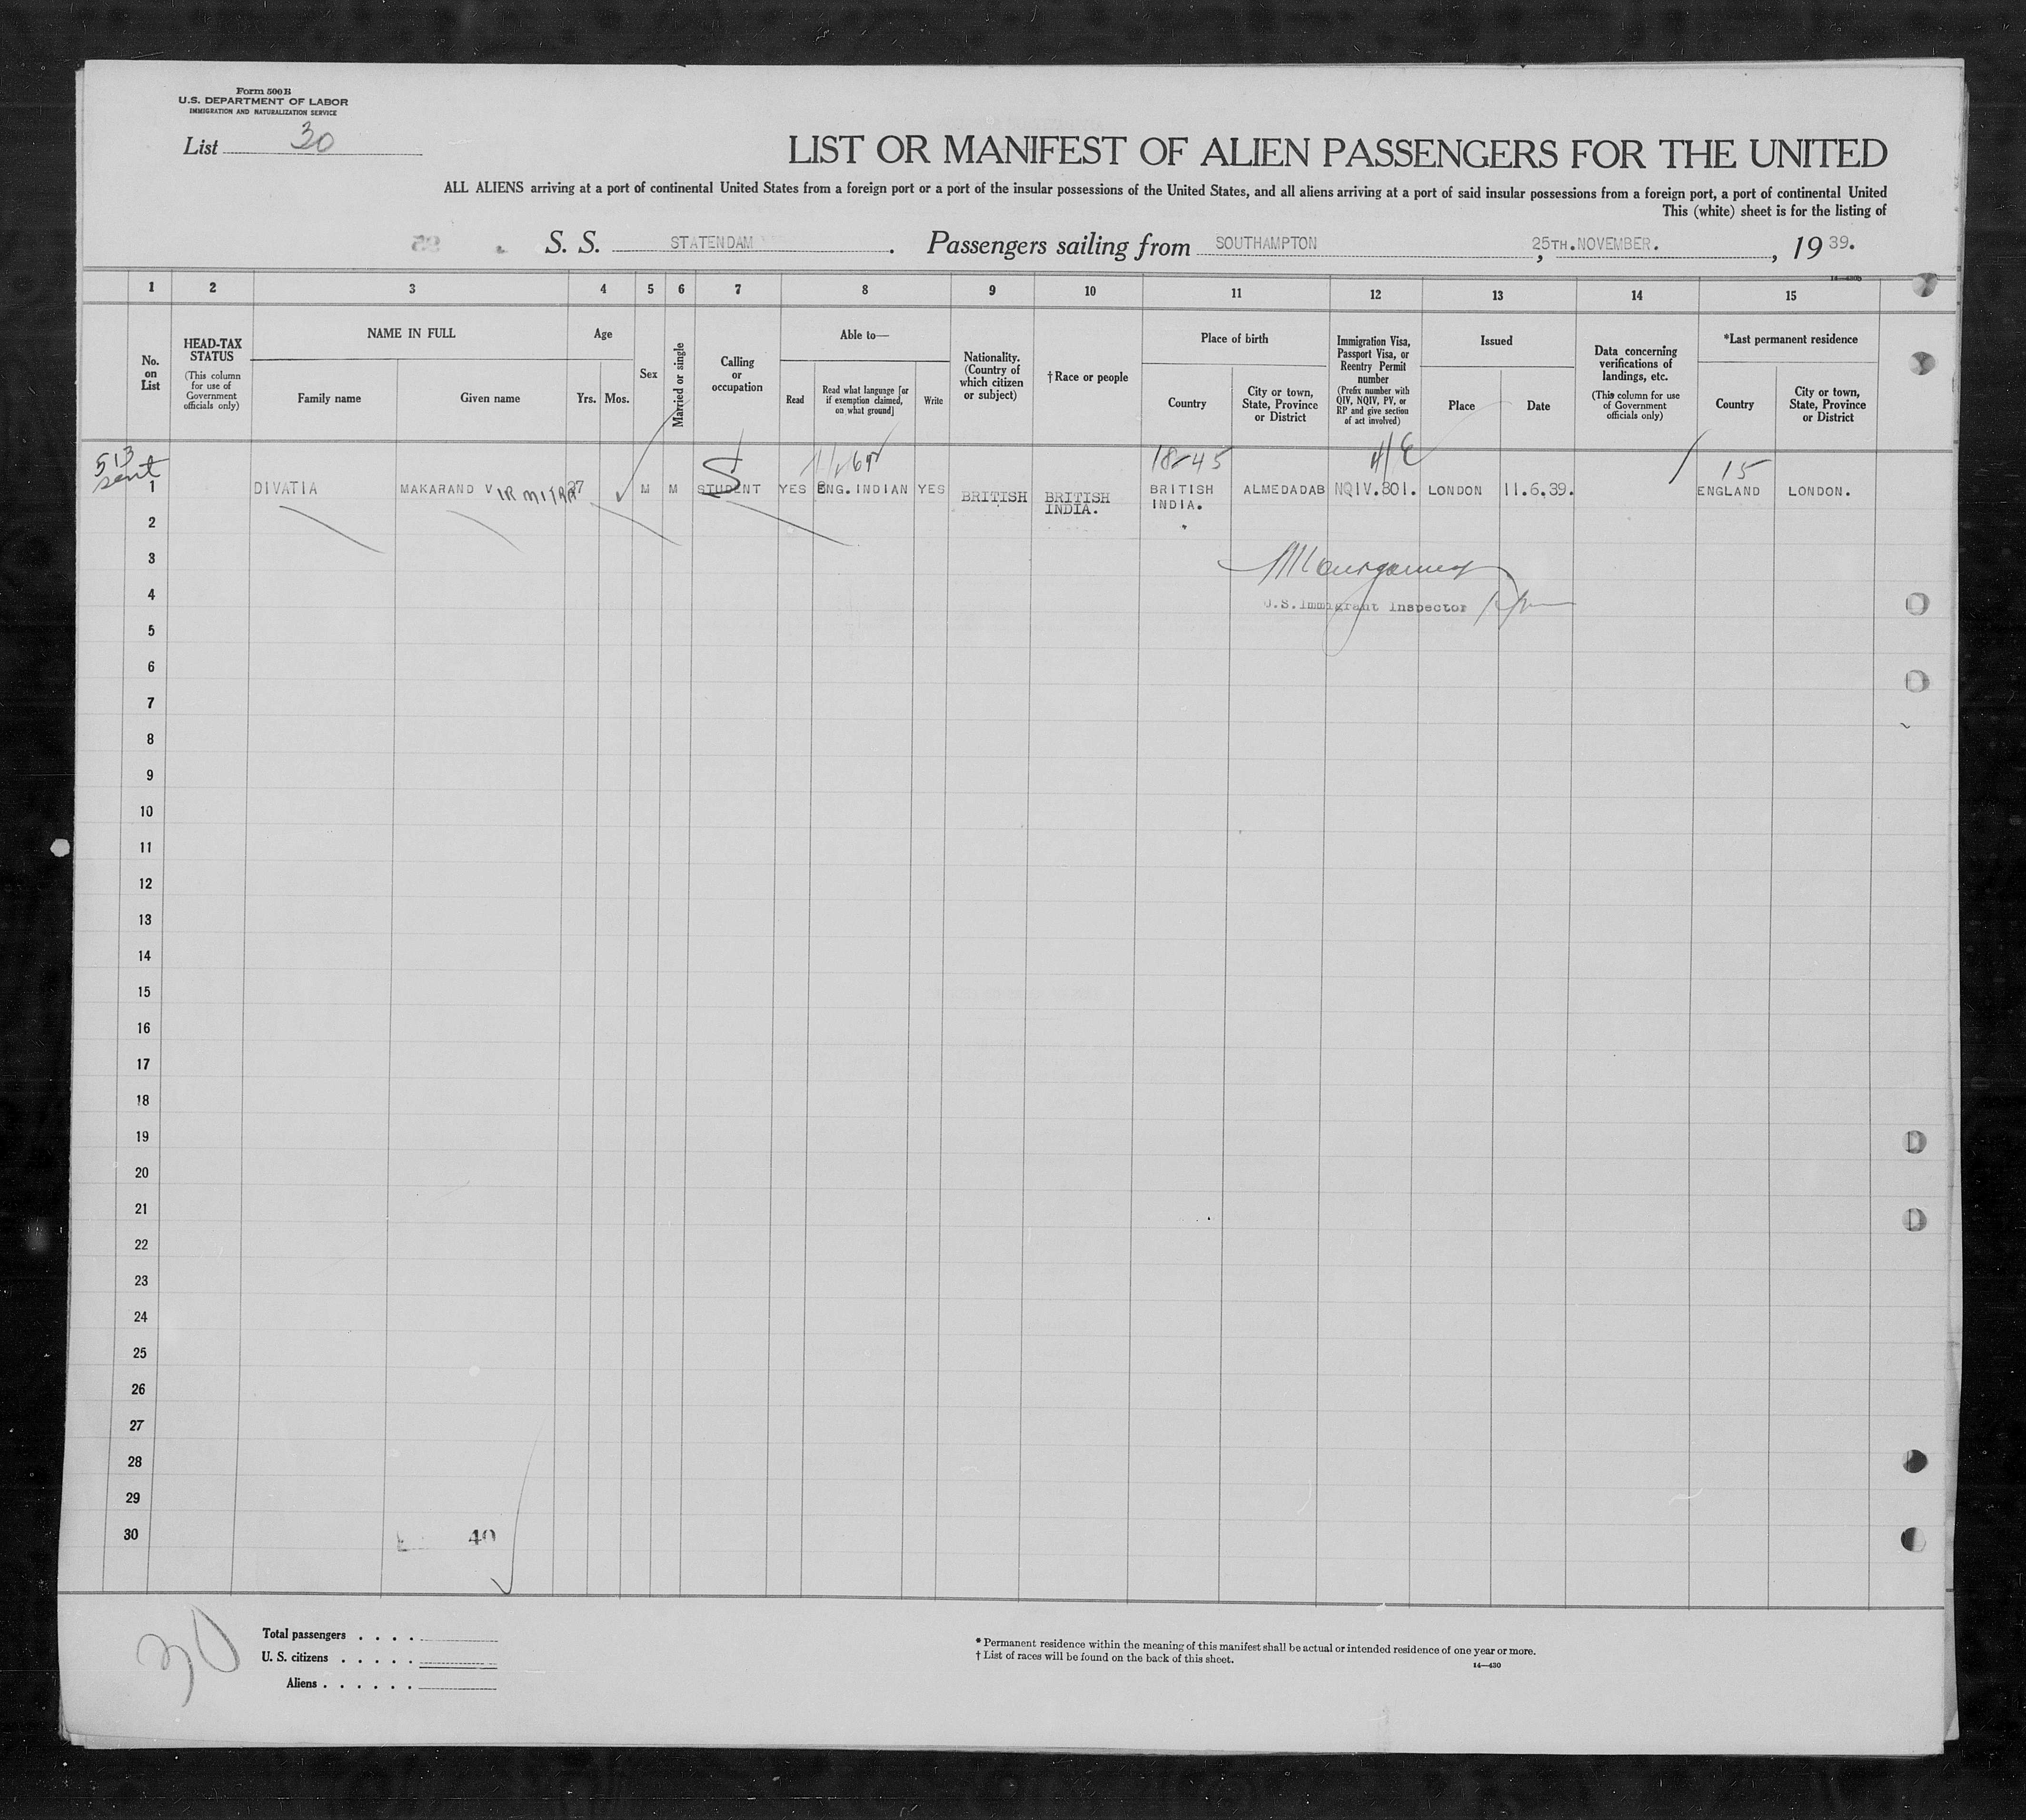 Form 500B
U.S. DEPARTMENT OF LABOR
IMMIGRATION AND NATURALIZATION SERVICE
List 30
LIST OR MANIFEST OF ALIEN PASSENGERS FOR THE UNITED
ALL ALIENS arriving at a port of continental United States from a foreign port or a port of the insular possessions of the United States, and all aliens arriving at a port of said insular possessions from a foreign port, a port of continental United
This (white) sheet is for the listing of
S. S. STATENDAM. Passengers sailing from SOUTHAMPTON, 25TH.NOVEMBER., 19 39.
14—430b
1 2 3 4 5 6 7 8 9 10 11 12 13 14 15
No. on List
HEAD-TAX STATUS
(This column for use of Government officials only)
NAME IN FULL
Family name
Given name
Age
Yrs.
Mos.
Sex
Married or single
Calling or occupation
Able to—
Read
Read what language [or if exemption claimed, on what ground]
Write
Nationality. (Country of which citizen or subject)
†Race or people
Place of birth
Country
City or town, State, Province or District
Immigration Visa, Passport Visa, or Reentry Permit number
(Prefix number with QIV, NQIV, PV, or RP and give section of act involved)
Issued
Place
Date
Data concerning verifications of landings, etc.
(This column for use of Government officials only)
*Last permanent residence
Country
City or town, State, Province or District
513
sent
18-45
4/E
15
S
1 DIVATIA MAKARAND VIRMITRA 27 M M STUDENT YES ENG. INDIAN YES BRITISH BRITISH INDIA. BRITISH INDIA. ALMEDADAB NQIV.801. LONDON 11.6.39. ENGLAND LONDON.
2
3
Montgomery
4
U.S. Immigrant Inspector
5
6
7
8
9
10
11
12
13
14
15
16
17
18
19
20
21
22
23
24
25
26
27
28
29
30
40
30
Total passengers . . . .
U. S. citizens . . . . .
Aliens . . . . . .
* Permanent residence within the meaning of this manifest shall be actual or intended residence of one year or more.
† List of races will be found on the back of this sheet.
14—430